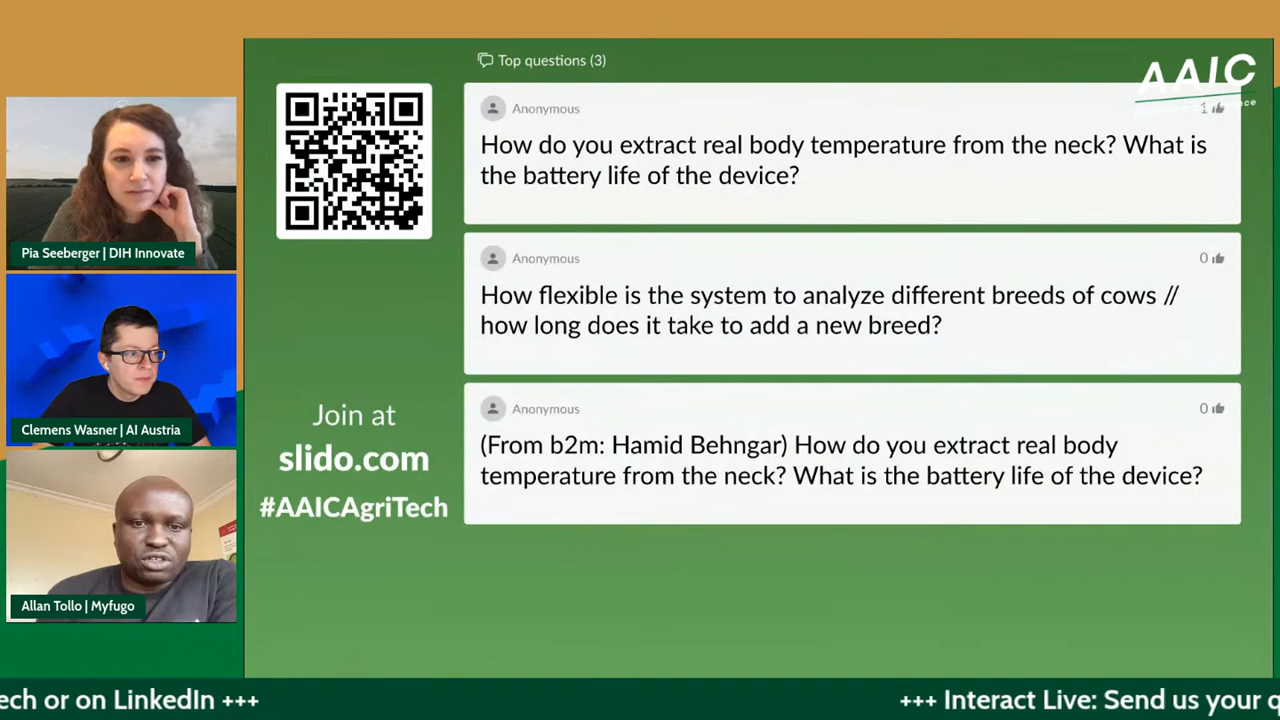 Top questions (3)
AAIC
Anonymous
1
How do you extract real body temperature from the neck? What is
the battery life of the device?
Anonymous
0
How flexible is the system to analyze different breeds of cows //
how long does it take to add a new breed?
Anonymous
0
(From b2m: Hamid Behngar) How do you extract real body
temperature from the neck? What is the battery life of the device?
Join at
slido.com
#AAICAgriTech
Pia Seeberger | DIH Innovate
Clemens Wasner | AI Austria
Allan Tollo | Myfugo
ech or on LinkedIn +++
+++ Interact Live: Send us your q